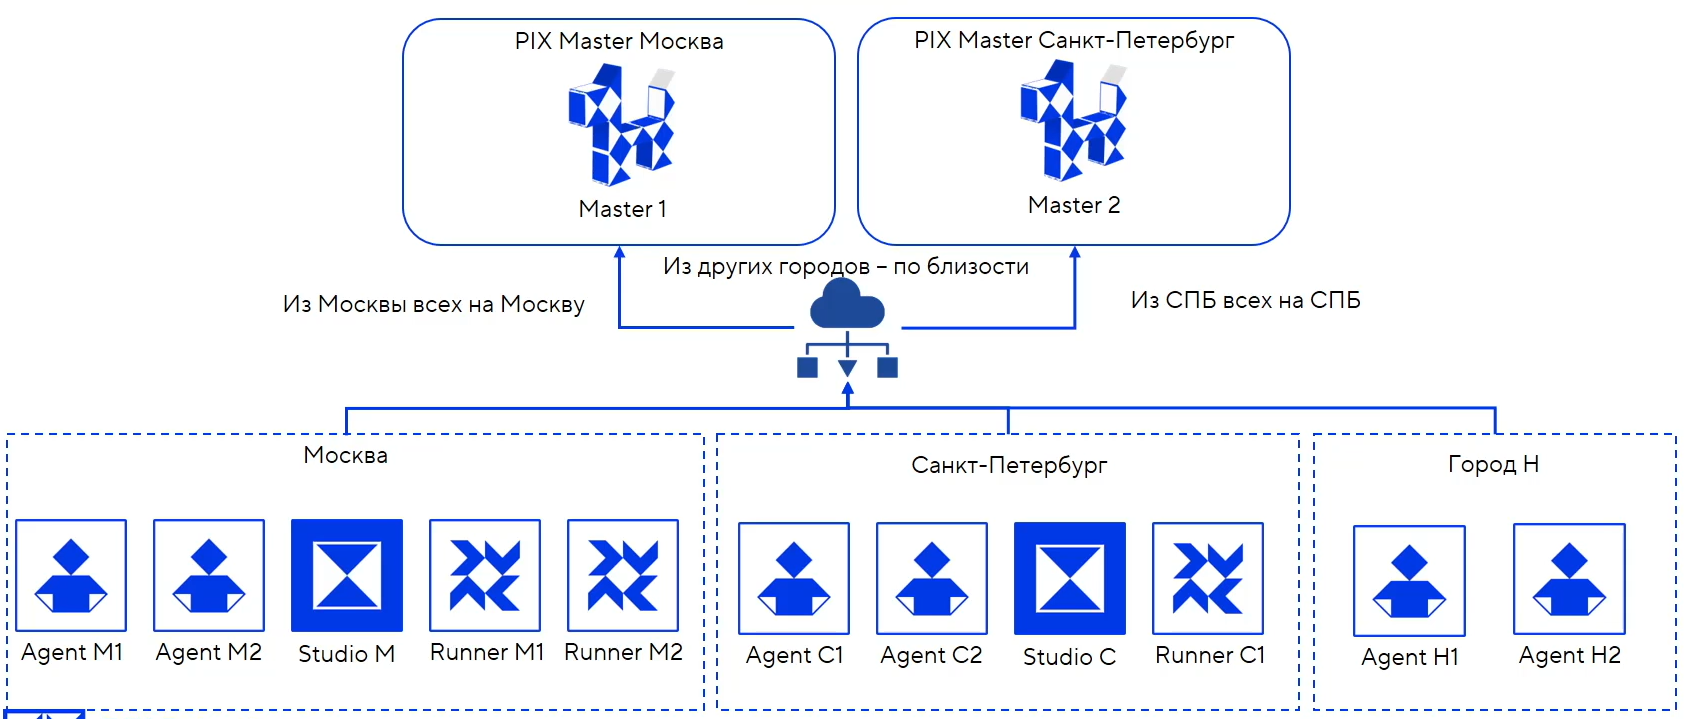 PIX Master Москва
PIX Master Санкт-Петербург
Master 1
Master 2
Из других городов – по близости
Из Москвы всех на Москву
Из СПБ всех на СПБ
Москва
Санкт-Петербург
Город Н
Agent M1
Agent M2
Studio M
Runner M1
Runner M2
Agent C1
Agent C2
Studio C
Runner C1
Agent H1
Agent H2